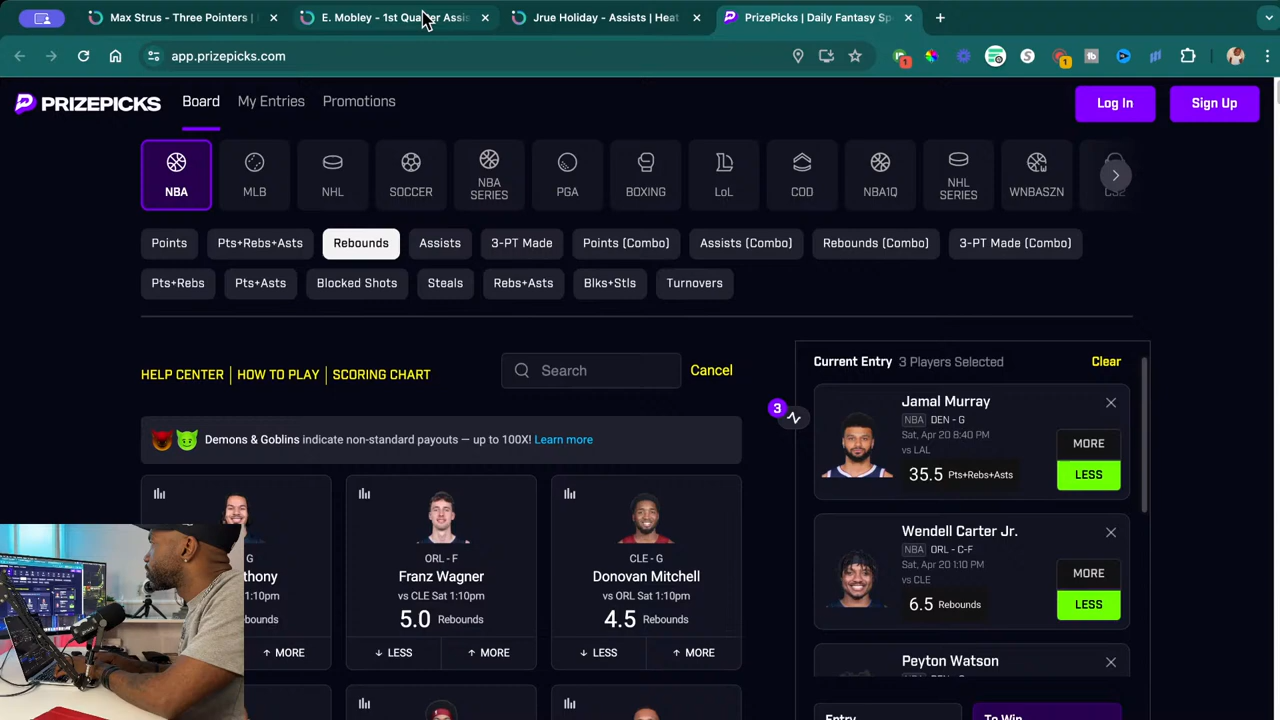 Max Strus - Three Pointers |
E. Mobley - 1st Quarter Assis
Jrue Holiday - Assists | Heat
PrizePicks | Daily Fantasy Sp
app.prizepicks.com
1
1
PRIZEPICKS
Board
My Entries
Promotions
Log In
Sign Up
NBA
MLB
NHL
SOCCER
NBA
SERIES
PGA
BOXING
LoL
COD
NBA1Q
NHL
SERIES
WNBASZN
CS2
Points
Pts+Rebs+Asts
Rebounds
Assists
3-PT Made
Points (Combo)
Assists (Combo)
Rebounds (Combo)
3-PT Made (Combo)
Pts+Rebs
Pts+Asts
Blocked Shots
Steals
Rebs+Asts
Blks+Stls
Turnovers
HELP CENTER | HOW TO PLAY | SCORING CHART
Search
Cancel
Demons & Goblins indicate non-standard payouts — up to 100X! Learn more
- G
thony
1:10pm
bounds
↑ MORE
ORL - F
Franz Wagner
vs CLE Sat 1:10pm
5.0 Rebounds
↓ LESS
↑ MORE
CLE - G
Donovan Mitchell
vs ORL Sat 1:10pm
4.5 Rebounds
↓ LESS
↑ MORE
Current Entry 3 Players Selected
Clear
3
Jamal Murray
NBA DEN - G
Sat, Apr 20 8:40 PM
vs LAL
35.5 Pts+Rebs+Asts
MORE
LESS
Wendell Carter Jr.
NBA ORL - C-F
Sat, Apr 20 1:10 PM
vs CLE
6.5 Rebounds
MORE
LESS
Peyton Watson
Entry
To Win